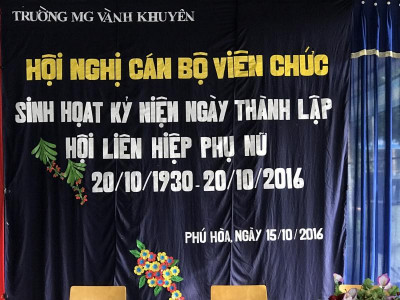 TRƯỜNG MG VÀNH KHUYÊN
HỘI NGHỊ CÁN BỘ VIÊN CHỨC
SINH HOẠT KỶ NIỆN NGÀY THÀNH LẬP
HỘI LIÊN HIỆP PHỤ NỮ
20/10/1930-20/10/2016
PHÚ HÒA, NGÀY 15/10/2016